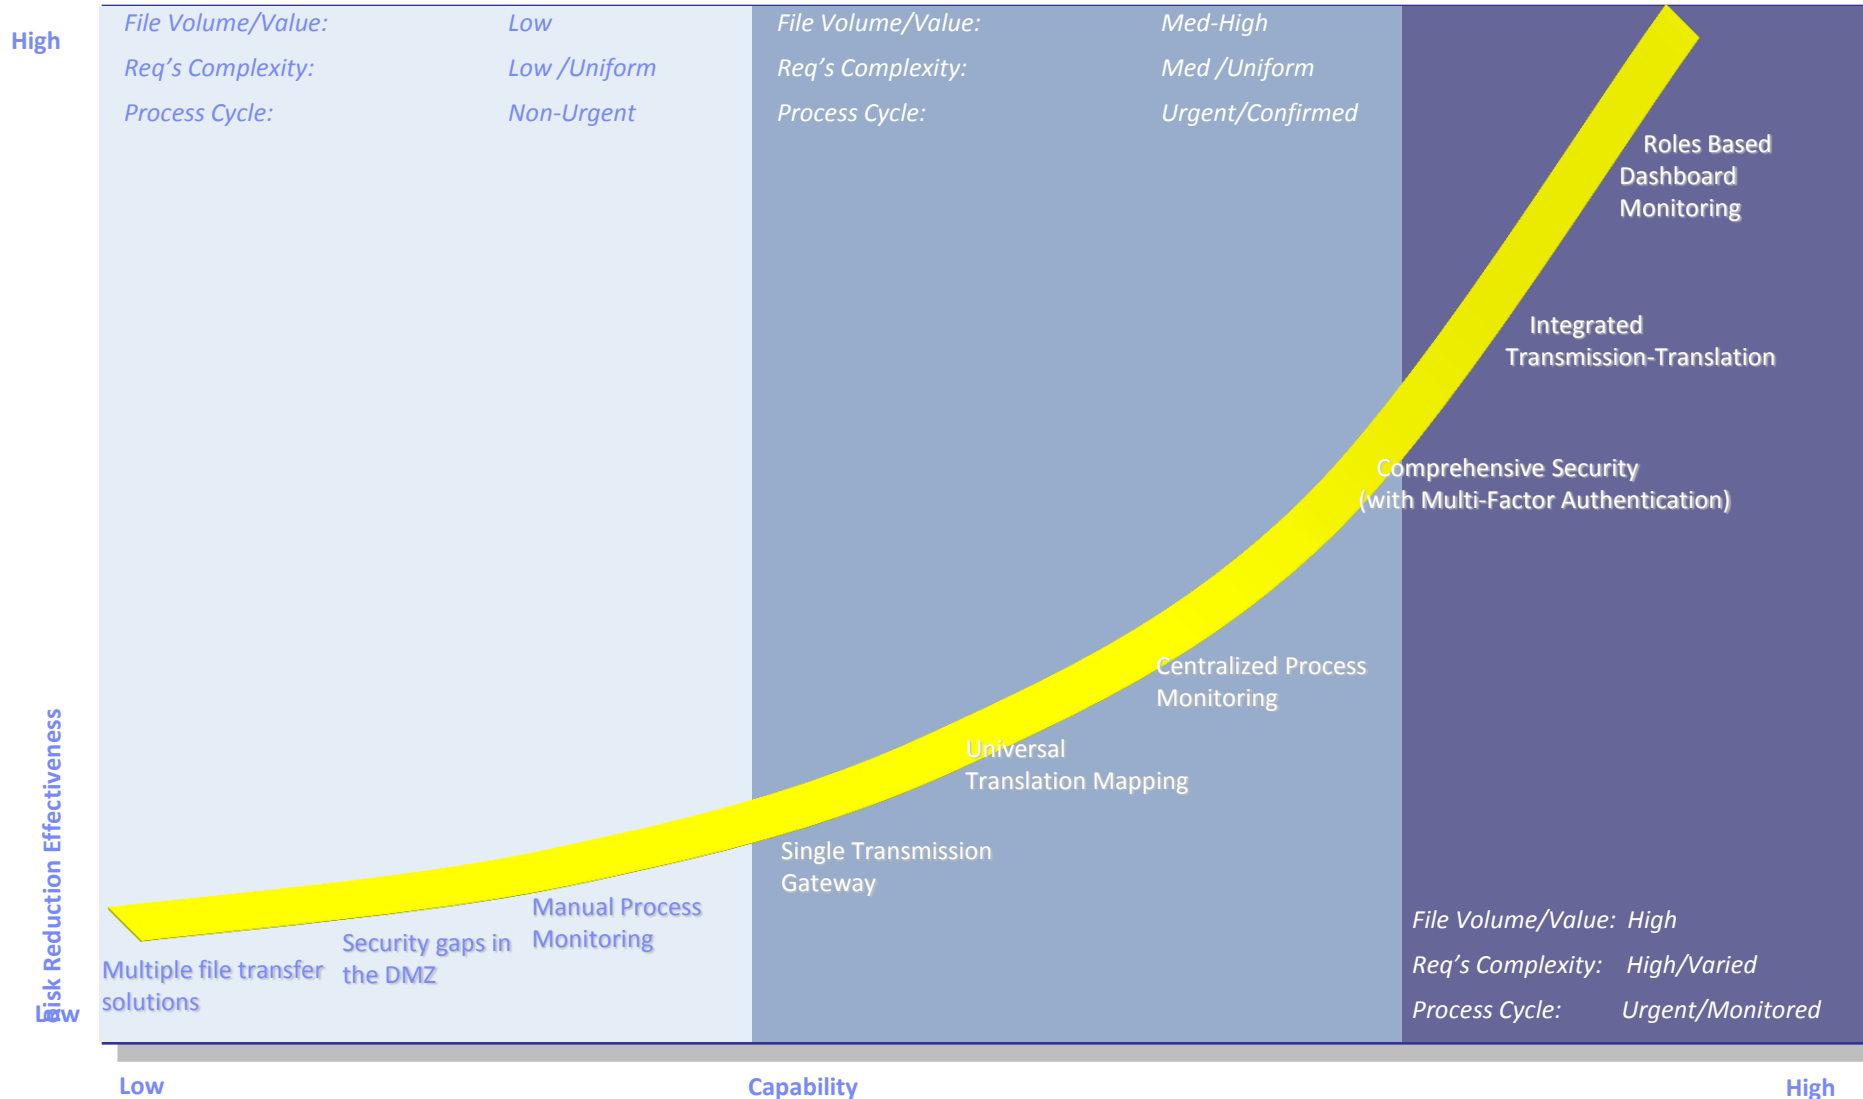 High
File Volume/Value: Low
Req's Complexity: Low /Uniform
Process Cycle: Non-Urgent
File Volume/Value: Med-High
Req's Complexity: Med /Uniform
Process Cycle: Urgent/Confirmed
Roles Based
Dashboard
Monitoring
Integrated
Transmission-Translation
Comprehensive Security
(with Multi-Factor Authentication)
Centralized Process
Monitoring
Universal
Translation Mapping
Single Transmission
Gateway
Manual Process
Monitoring
Security gaps in
the DMZ
Multiple file transfer
solutions
File Volume/Value: High
Req's Complexity: High/Varied
Process Cycle: Urgent/Monitored
Risk Reduction Effectiveness
Low
Low
Capability
High